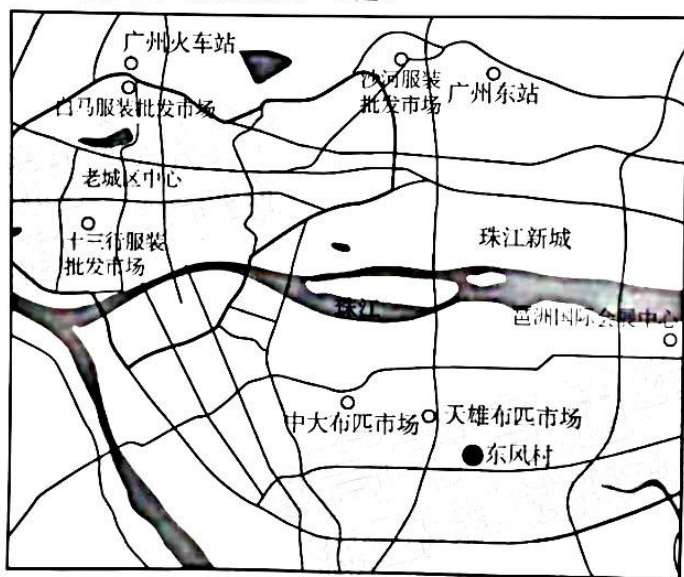 广州火车站
白马服装批发市场
沙河服装
批发市场
广州东站
老城区中心
十三行服装
批发市场
珠江新城
珠江
琶洲国际会展中心
中大布匹市场
天雄布匹市场
东风村